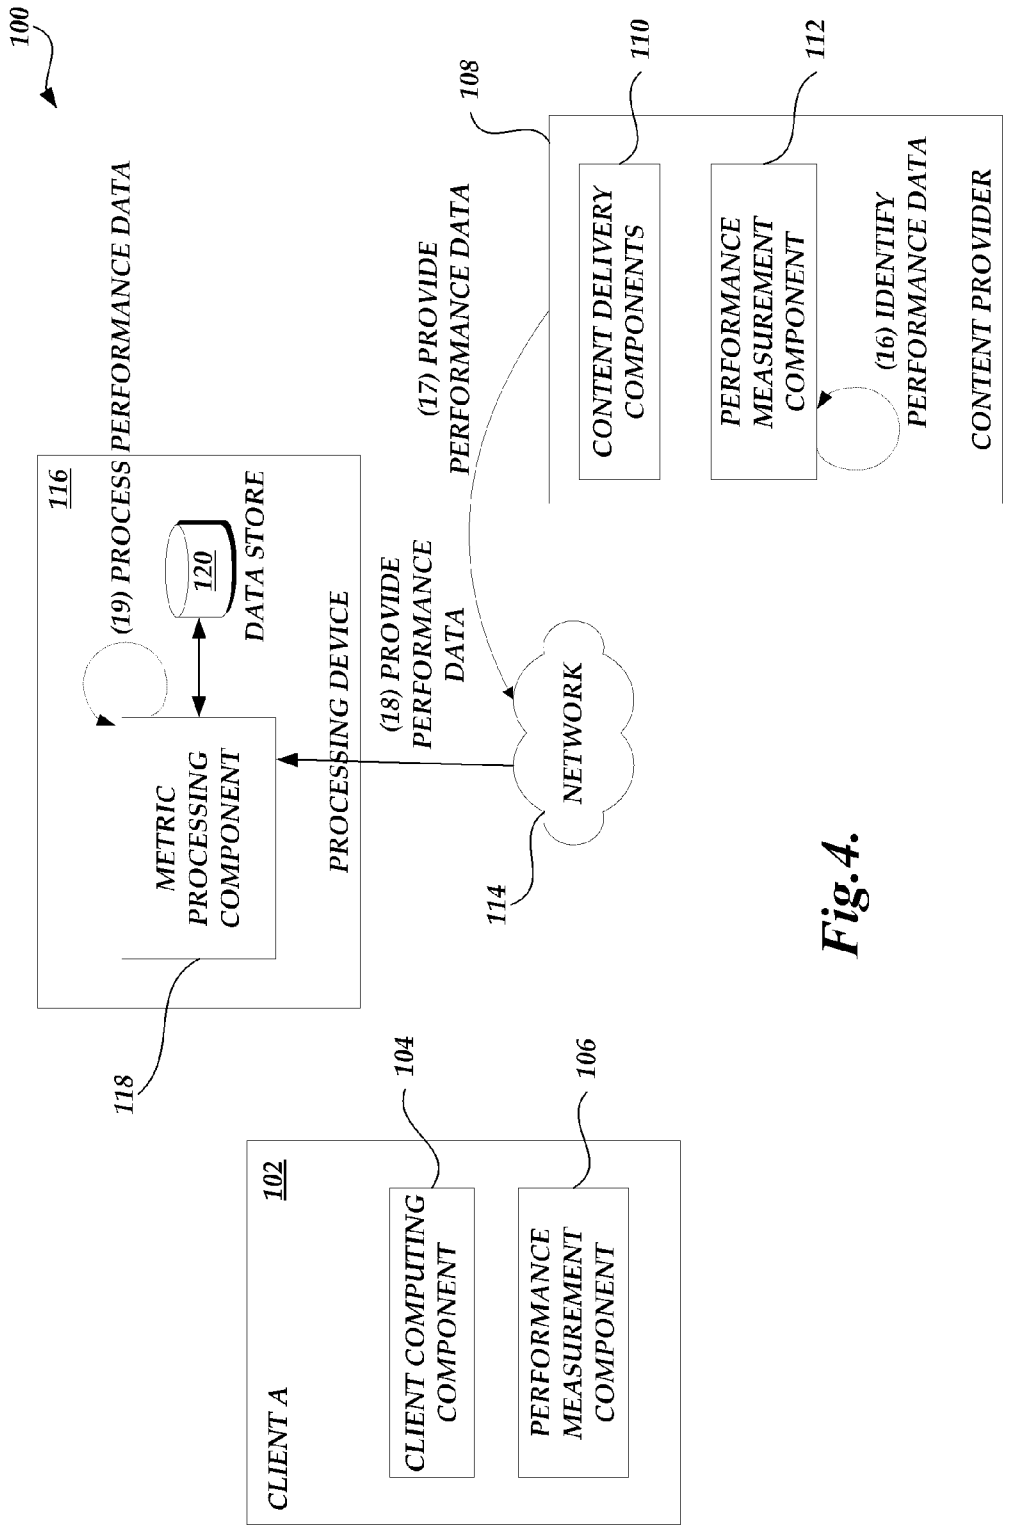 100
116
(19) PROCESS PERFORMANCE DATA
120
DATA STORE
METRIC
PROCESSING
COMPONENT
118
PROCESSING DEVICE
(18) PROVIDE
PERFORMANCE
DATA
(17) PROVIDE
PERFORMANCE DATA
NETWORK
114
CLIENT A
102
CLIENT COMPUTING
COMPONENT
104
PERFORMANCE
MEASUREMENT
COMPONENT
106
108
CONTENT DELIVERY
COMPONENTS
110
PERFORMANCE
MEASUREMENT
COMPONENT
112
(16) IDENTIFY
PERFORMANCE DATA
CONTENT PROVIDER
Fig.4.